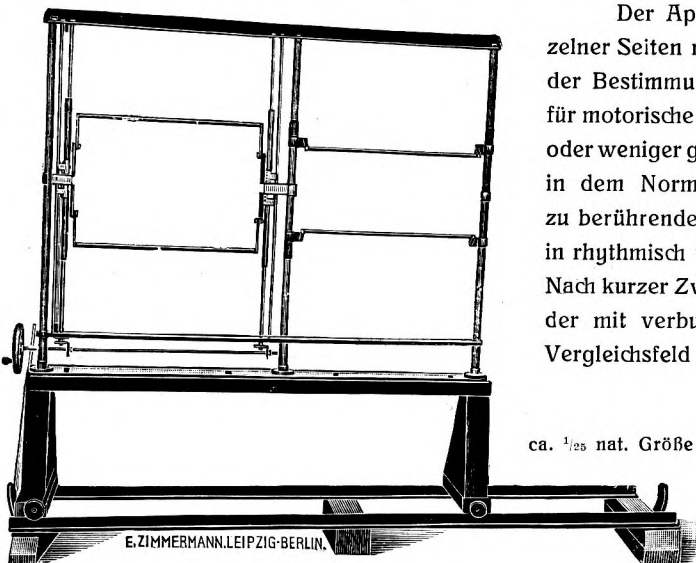 Der Ap
zelner Seiten
der Bestimmu
für motorische
oder weniger g
in dem Norm
zu berührende
in rhythmisch
Nach kurzer Zv
der mit verbu
Vergleichsfeld
ca. 1/25 nat. Größe
E.ZIMMERMANN.LEIPZIG-BERLIN.